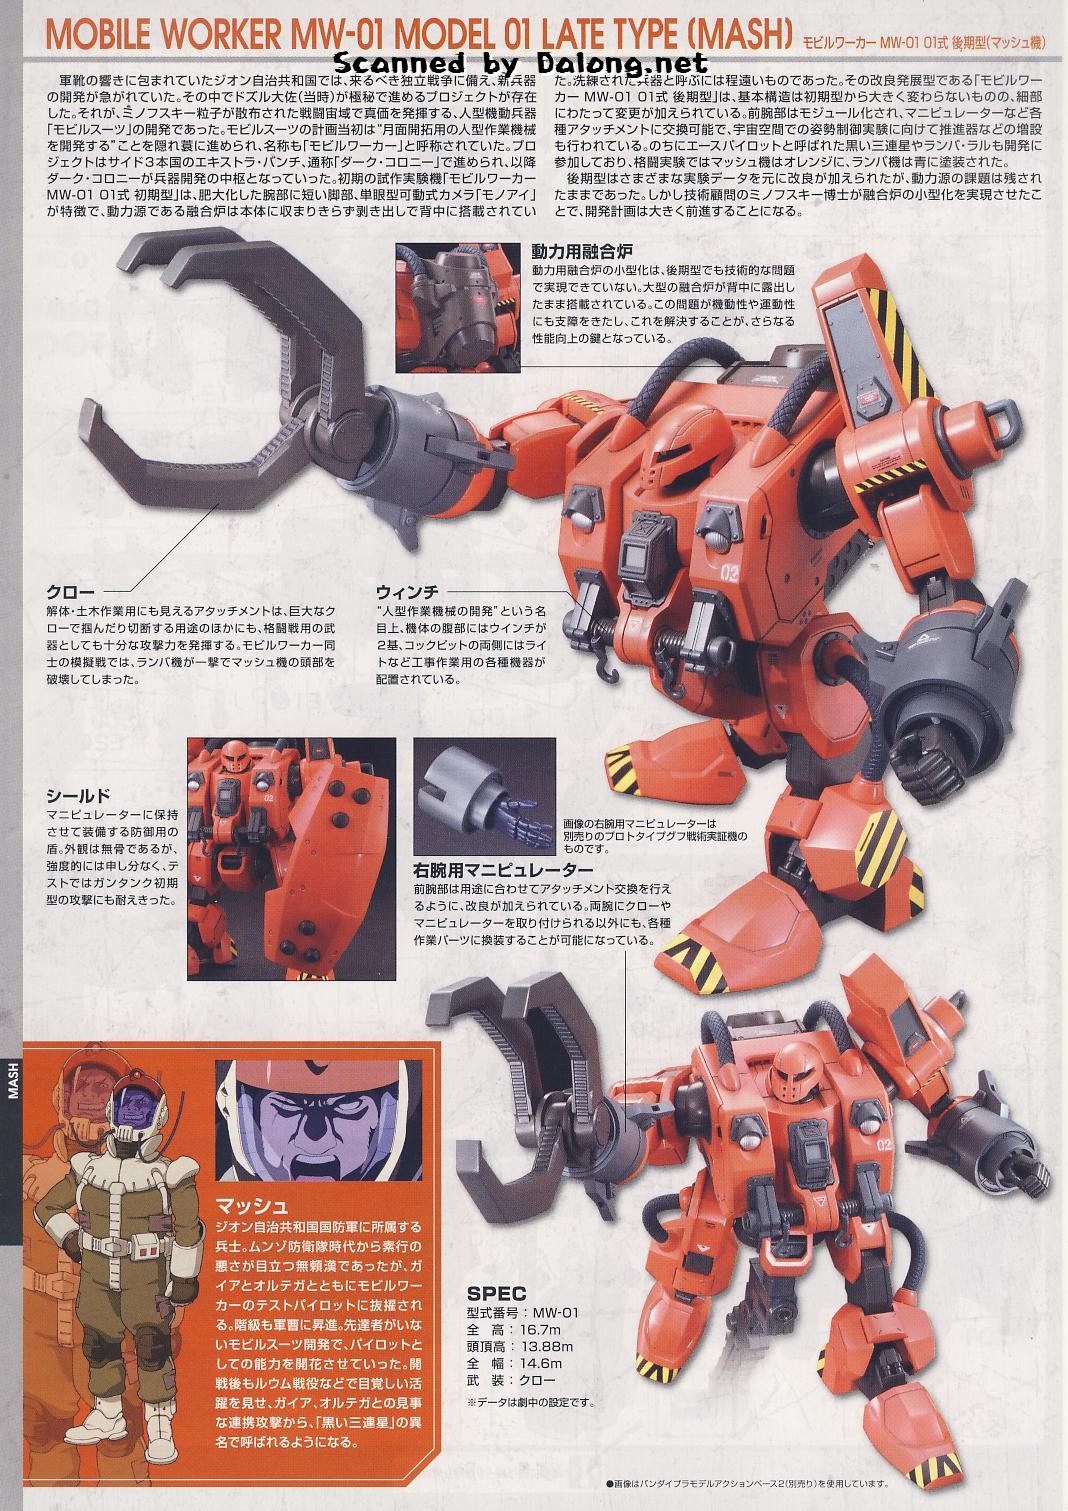 MOBILE WORKER MW-01 MODEL 01 LATE TYPE (MASH)
モビルワーカー MW-01 01式 後期型(マッシュ機)
Scanned by Dalong.net
軍靴の響きに包まれていたジオン自治共和国では、来るべき独立戦争に備え、新兵器
の開発が急がれていた。その中でドズル大佐(当時)が極秘で進めるプロジェクトが存在
した。それが、ミノフスキー粒子が散布された戦闘宙域で真価を発揮する、人型機動兵器
「モビルスーツ」の開発であった。モビルスーツの計画当初は“月面開拓用の人型作業機械
を開発する”ことを隠れ蓑に進められ、名称も「モビルワーカー」と呼称されていた。プロ
ジェクトはサイド3本国のエキストラ・バンチ、通称「ダーク・コロニー」で進められ、以降
ダーク・コロニーが兵器開発の中枢となっていった。初期の試作実験機「モビルワーカー
MW-01 01式 初期型」は、肥大化した腕部に短い脚部、単眼型可動式カメラ「モノアイ」
が特徴で、動力源である融合炉は本体に収まりきらず剥き出しで背中に搭載されてい
た。洗練された兵器と呼ぶには程遠いものであった。その改良発展型である「モビルワー
カー MW-01 01式 後期型」は、基本構造は初期型から大きく変わらないものの、細部
にわたって変更が加えられている。前腕部はモジュール化され、マニピュレーターなど各
種アタッチメントに交換可能で、宇宙空間での姿勢制御実験に向けて推進器などの増設
も行われている。のちにエースパイロットと呼ばれた黒い三連星やランバ・ラルも開発に
参加しており、格闘実験ではマッシュ機はオレンジに、ランバ機は青に塗装された。
後期型はさまざまな実験データを元に改良が加えられたが、動力源の課題は残され
たままであった。しかし技術顧問のミノフスキー博士が融合炉の小型化を実現させたこ
とで、開発計画は大きく前進することになる。
動力用融合炉
動力用融合炉の小型化は、後期型でも技術的な問題
で実現できていない。大型の融合炉が背中に露出し
たまま搭載されている。この問題が機動性や運動性
にも支障をきたし、これを解決することが、さらなる
性能向上の鍵となっている。
クロー
解体・土木作業用にも見えるアタッチメントは、巨大なク
ローで掴んだり切断する用途のほかにも、格闘戦用の武
器としても十分な攻撃力を発揮する。モビルワーカー同
士の模擬戦では、ランバ機が一撃でマッシュ機の頭部を
破壊してしまった。
ウィンチ
“人型作業機械の開発”という名
目上、機体の腹部にはウインチが
2基、コックピットの両側にはライ
トなど工事作業用の各種機器が
配置されている。
02
シールド
マニピュレーターに保持
させて装備する防御用の
盾。外観は無骨であるが、
強度的には申し分なく、テ
ストではガンタンク初期
型の攻撃にも耐えきった。
02
画像の右腕用マニピュレーターは
別売りのプロトタイプグフ戦術実証機の
ものです。
右腕用マニピュレーター
前腕部は用途に合わせてアタッチメント交換を行え
るように、改良が加えられている。両腕にクローや
マニピュレーターを取り付けられる以外にも、各種
作業パーツに換装することが可能になっている。
02
MASH
マッシュ
ジオン自治共和国国防軍に所属する
兵士。ムンゾ防衛隊時代から素行の
悪さが目立つ無頼漢であったが、ガ
イアとオルテガとともにモビルワー
カーのテストパイロットに抜擢され
る。階級も軍曹に昇進。先達者がいな
いモビルスーツ開発で、パイロットと
しての能力を開花させていった。開
戦後もルウム戦役などで目覚しい活
躍を見せ、ガイア、オルテガとの見事
な連携攻撃から、「黒い三連星」の異
名で呼ばれるようになる。
SPEC
型式番号：MW-01
全　高：16.7m
頭頂高：13.88m
全　幅：14.6m
武　装：クロー
※データは劇中の設定です。
●画像はバンダイプラモデルアクションベース2(別売り)を使用しています。